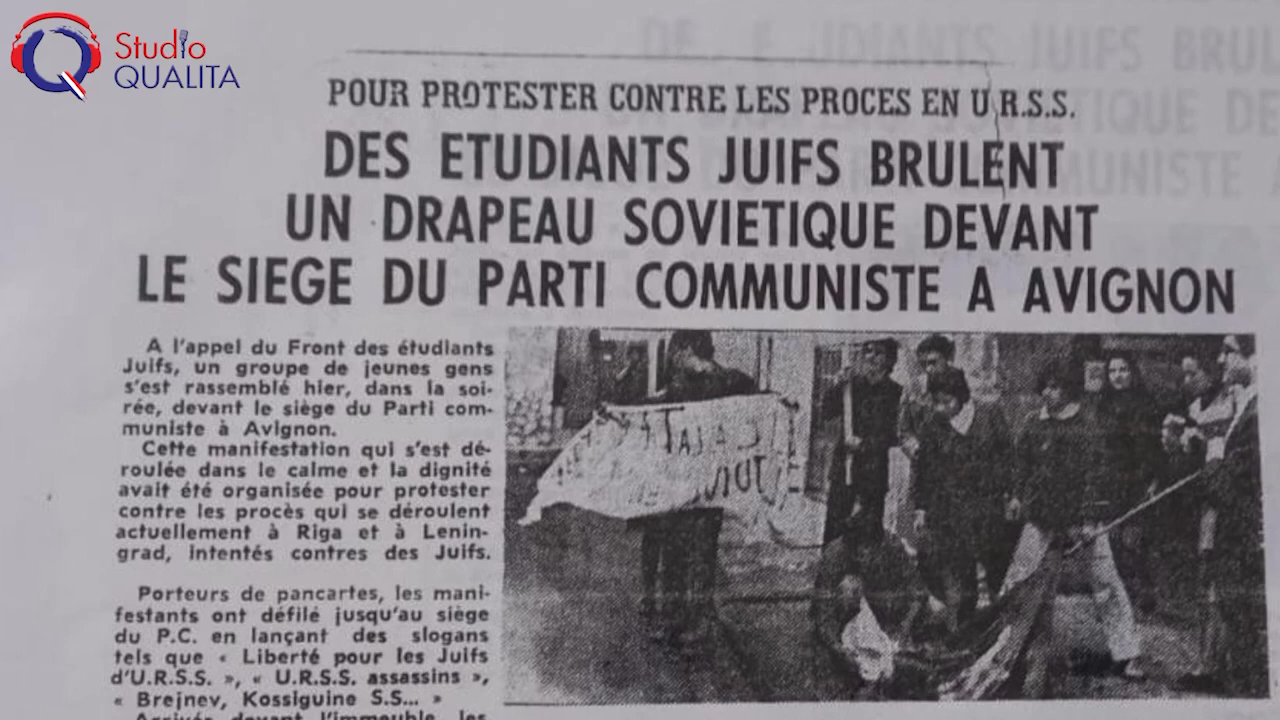 Studio
QUALITA
POUR PROTESTER CONTRE LES PROCES EN U.R.S.S.
DES ETUDIANTS JUIFS BRULENT
UN DRAPEAU SOVIETIQUE DEVANT
LE SIEGE DU PARTI COMMUNISTE A AVIGNON
A l'appel du Front des étudiants
Juifs, un groupe de jeunes gens
s'est rassemblé hier, dans la soi-
rée, devant le siège du Parti com-
muniste à Avignon.
Cette manifestation qui s'est dé-
roulée dans le calme et la dignité
avait été organisée pour protester
contre les procès qui se déroulent
actuellement à Riga et à Lenin-
grad, intentés contres des Juifs.
Porteurs de pancartes, les mani-
festants ont défilé jusqu'au siège
du P.C. en lançant des slogans
tels que « Liberté pour les Juifs
d'U.R.S.S. », « U.R.S.S. assassins »,
« Brejnev, Kossiguine S.S... »
Arrivés devant l'immeuble, les